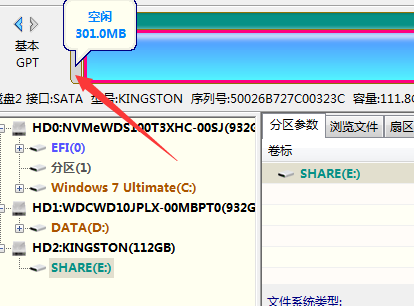 空闲
301.0MB
基本
GPT
磁盘2 接口:SATA 型号:KINGSTON 序列号:50026B727C00323C 容量:111.8G
HD0:NVMeWDS100T3XHC-00SJ(932G
EFI(0)
分区(1)
Windows 7 Ultimate(C:)
HD1:WDCWD10JPLX-00MBPT0(932G
DATA(D:)
HD2:KINGSTON(112GB)
SHARE(E:)
分区参数 浏览文件 扇区
卷标
SHARE(E:)
文件系统类型: